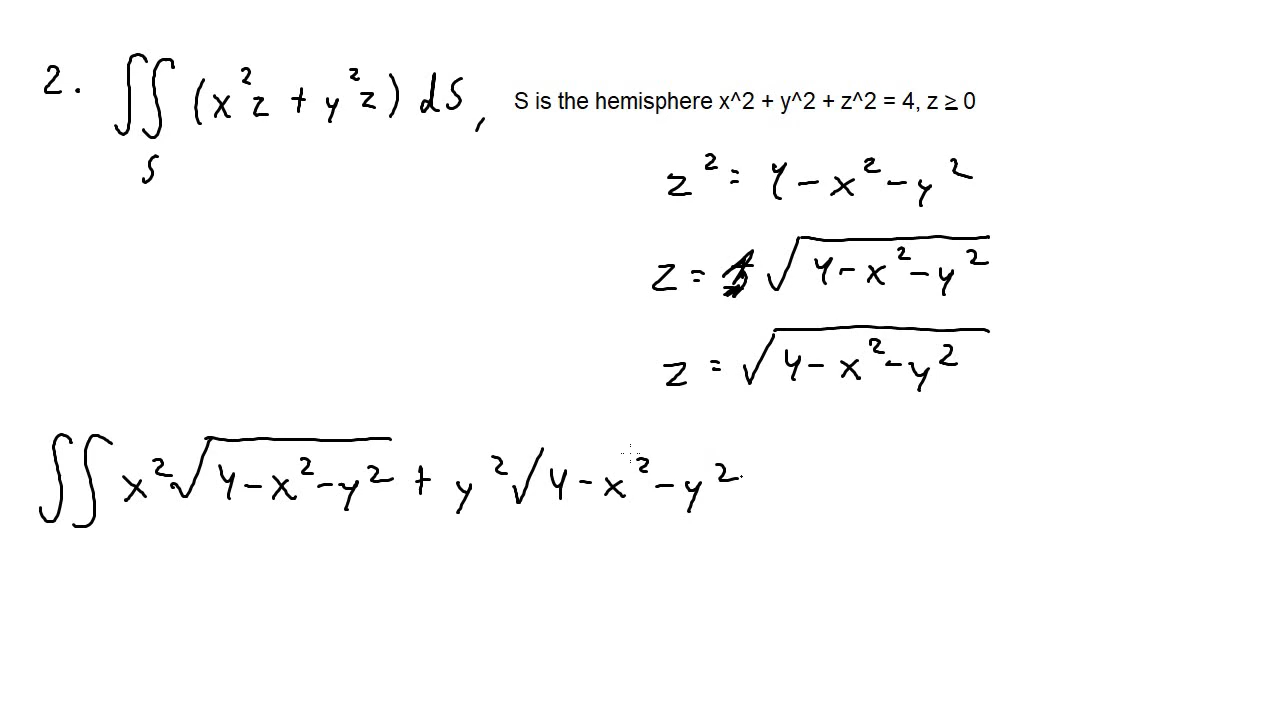 2. ∬_S (x²z + y²z) dS, S is the hemisphere x^2 + y^2 + z^2 = 4, z ≥ 0
z² = 4 − x² − y²
z = √(4 − x² − y²)
z = √(4 − x² − y²)
∬ x²√(4 − x² − y²) + y²√(4 − x² − y²